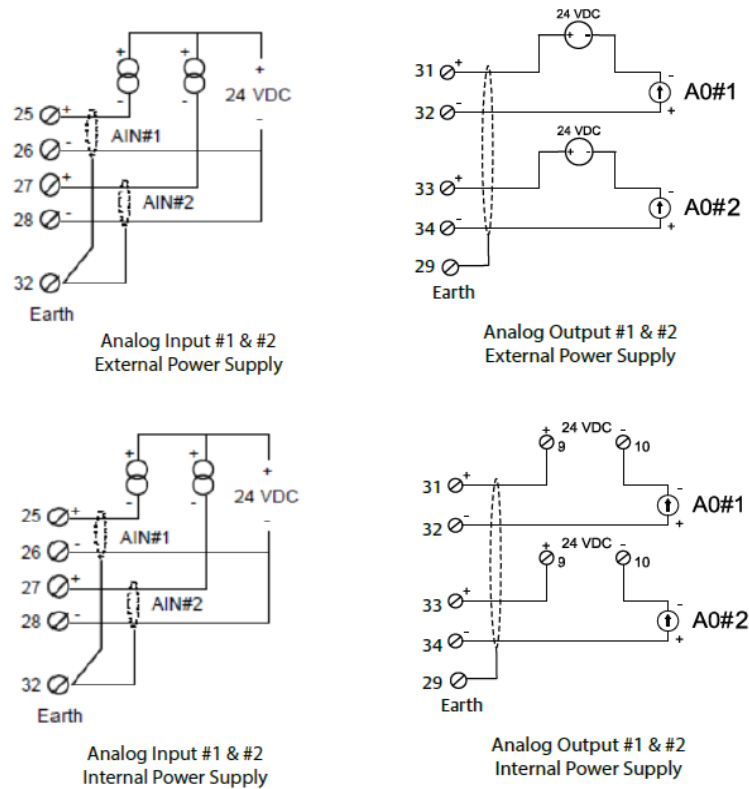 + +
+
- - 24 VDC
25 + -
AIN#1
26 -
27 +
AIN#2
28 -
32
Earth
Analog Input #1 & #2
External Power Supply
24 VDC
+ -
31 + -
A0#1
32 - +
24 VDC
+ -
33 + -
A0#2
34 - +
29
Earth
Analog Output #1 & #2
External Power Supply
+ +
+
- - 24 VDC
25 + -
AIN#1
26 -
27 +
AIN#2
28 -
32
Earth
Analog Input #1 & #2
Internal Power Supply
+ 24 VDC -
9 10
31 + -
A0#1
32 - +
+ 24 VDC -
9 10
33 + -
A0#2
34 - +
29
Earth
Analog Output #1 & #2
Internal Power Supply